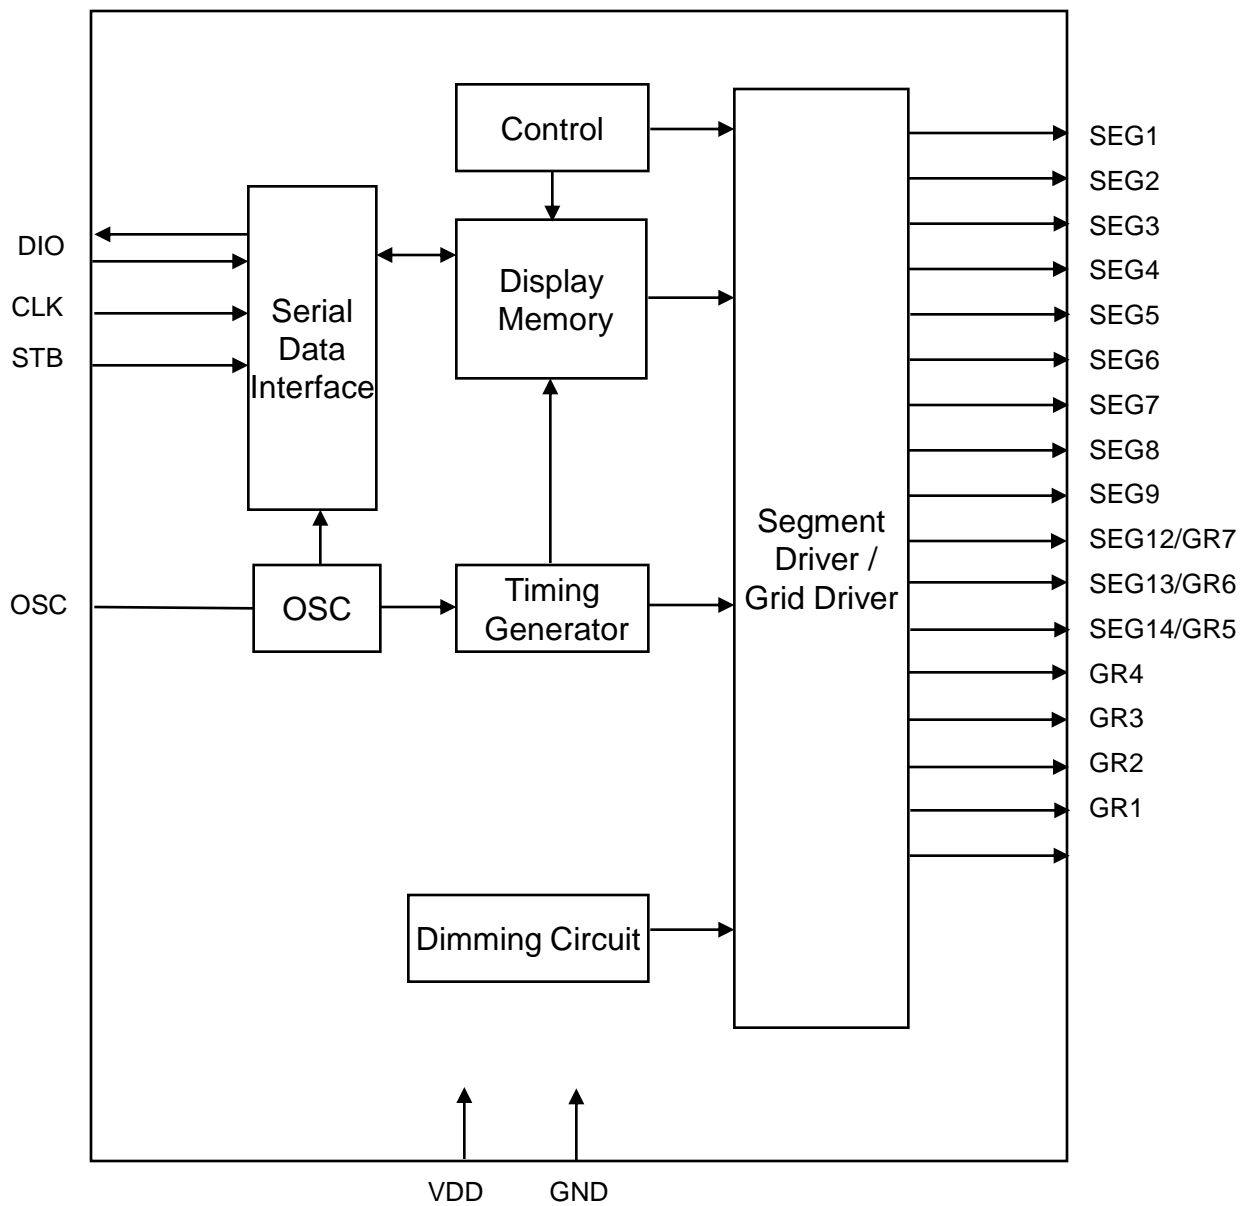 DIO
CLK
STB
OSC
Serial
Data
Interface
OSC
Control
Display
Memory
Timing
Generator
Dimming Circuit
Segment
Driver /
Grid Driver
SEG1
SEG2
SEG3
SEG4
SEG5
SEG6
SEG7
SEG8
SEG9
SEG12/GR7
SEG13/GR6
SEG14/GR5
GR4
GR3
GR2
GR1
VDD
GND